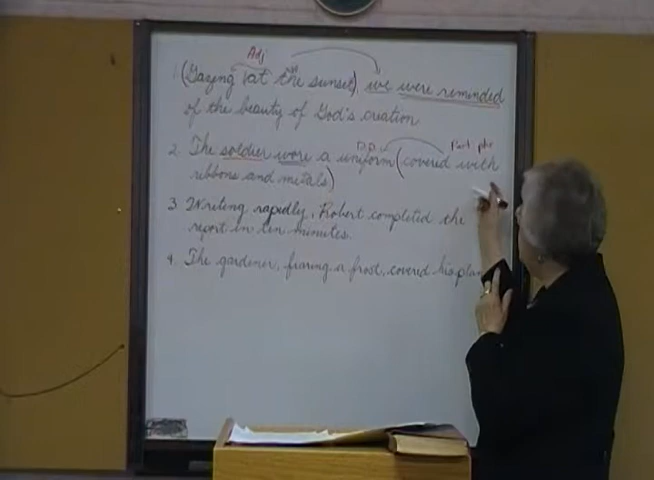 Adj
1. (Gazing at the sunset), we were reminded
of the beauty of God's creation
D.O. Part phr
2. The soldier wore a uniform (covered with
ribbons and metals)
3. Writing rapidly, Robert completed the
report in ten minutes.
4. The gardener, fearing a frost, covered his plan